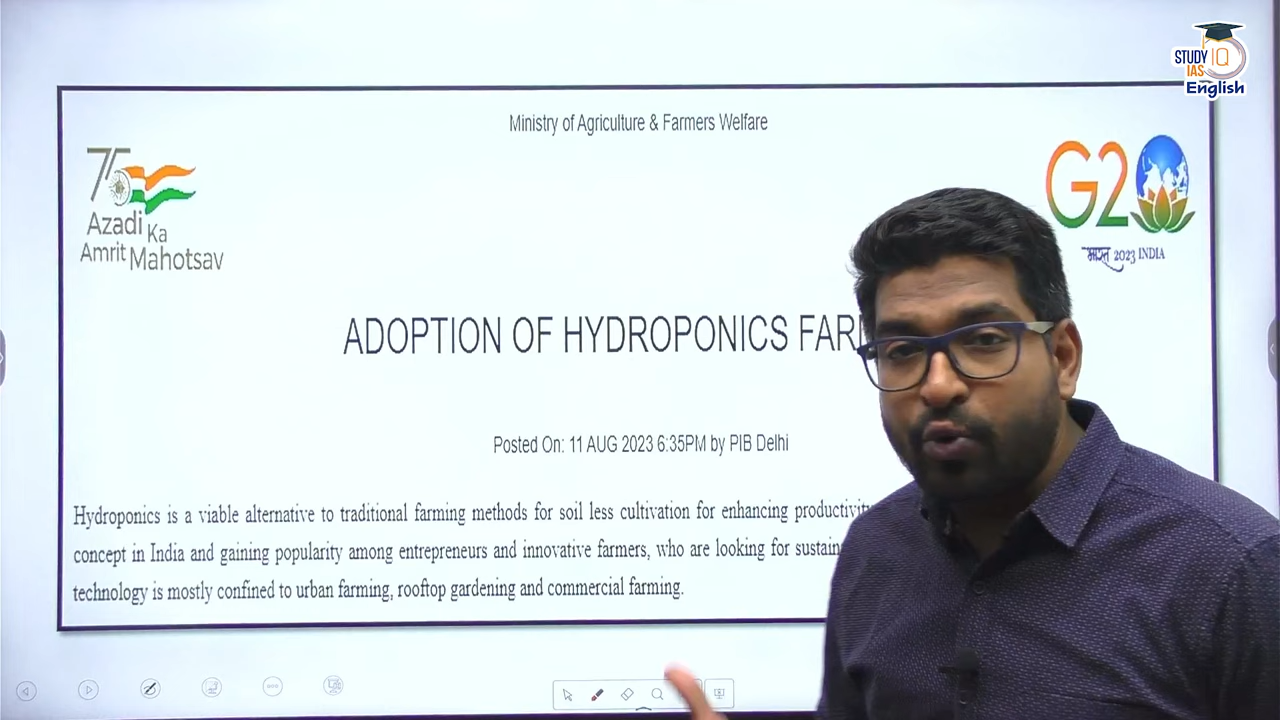 STUDY IQ
IAS
English
Ministry of Agriculture & Farmers Welfare
75
Azadi Ka
Amrit Mahotsav
G20
भारत 2023 INDIA
ADOPTION OF HYDROPONICS
Posted On: 11 AUG 2023 6:35PM by PIB Delhi
Hydroponics is a viable alternative to traditional farming methods for soil less cultivation for enhancing
concept in India and gaining popularity among entrepreneurs and innovative farmers, who are looking for
technology is mostly confined to urban farming, rooftop gardening and commercial farming.